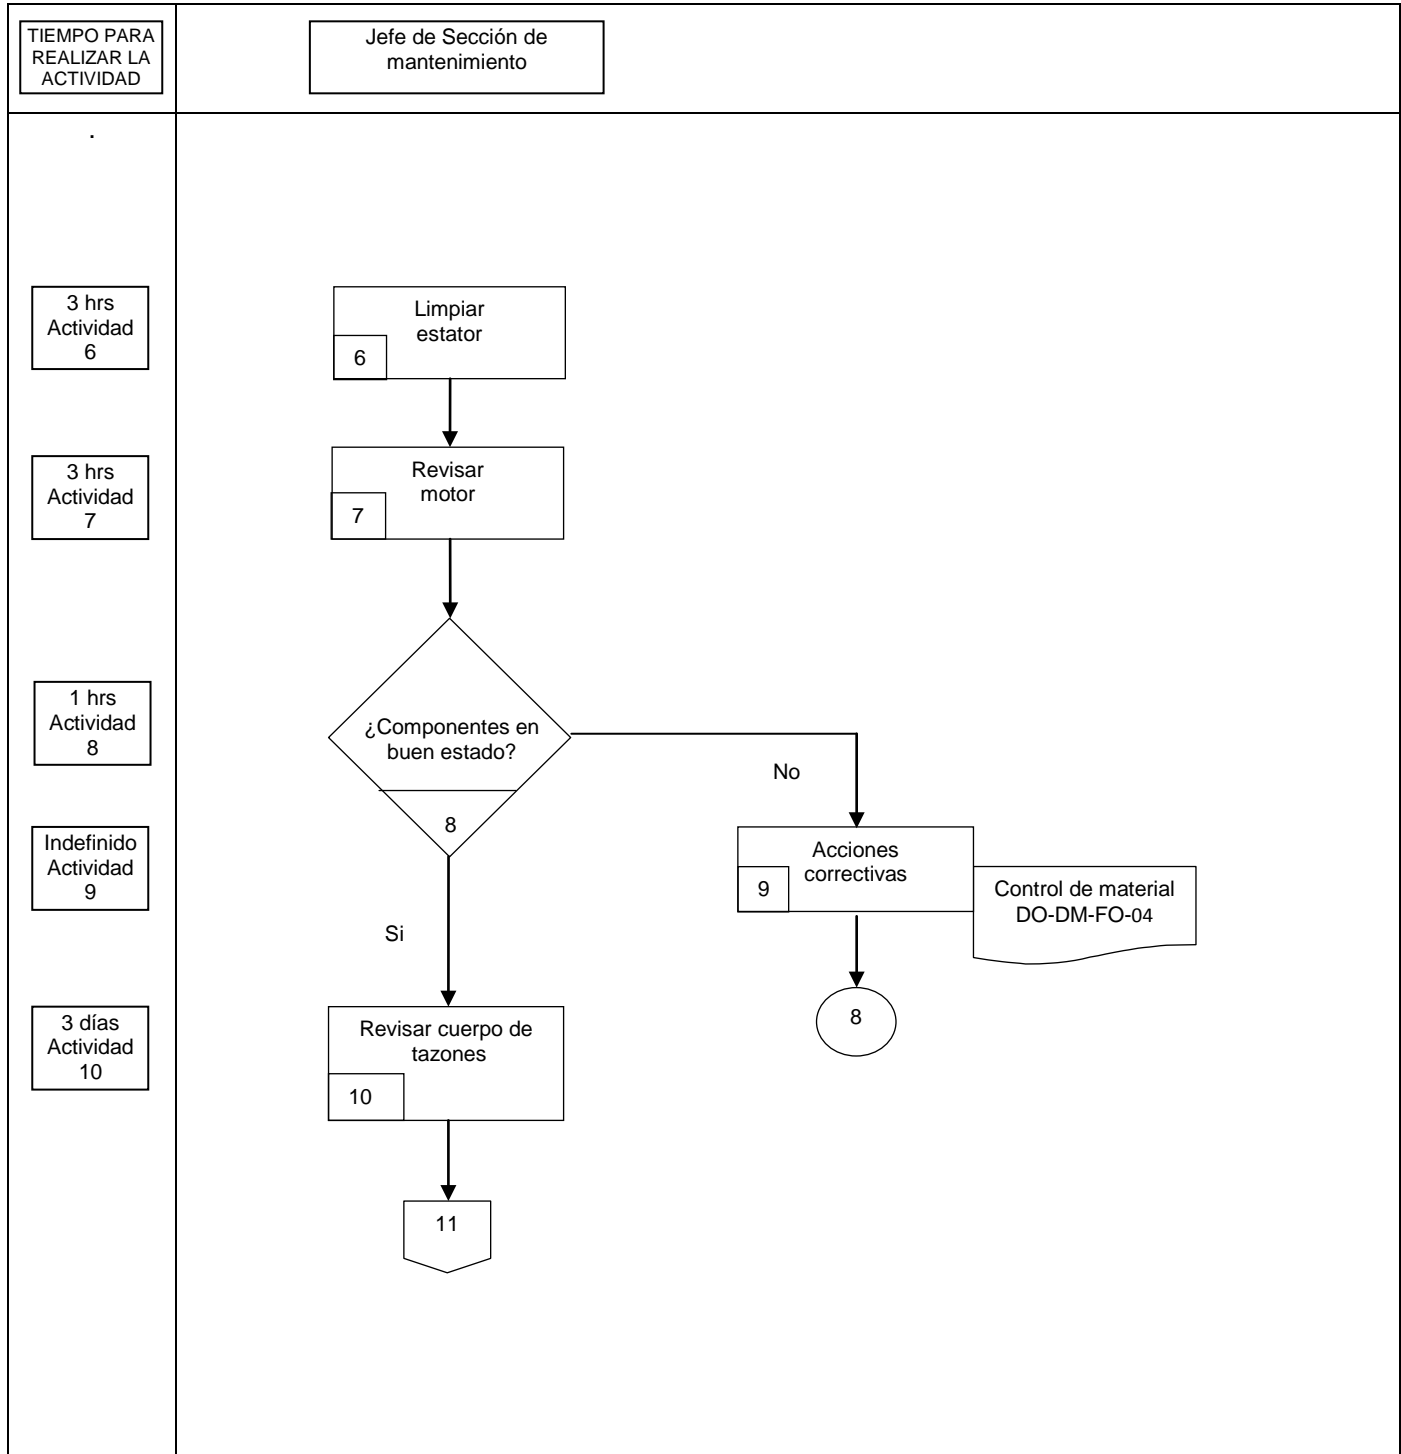 TIEMPO PARA
REALIZAR LA
ACTIVIDAD
Jefe de Sección de
mantenimiento
.
3 hrs
Actividad
6
Limpiar
estator
6
3 hrs
Actividad
7
Revisar
motor
7
1 hrs
Actividad
8
¿Componentes en
buen estado?
8
No
Indefinido
Actividad
9
Acciones
correctivas
9
Control de material
DO-DM-FO-04
Si
8
3 días
Actividad
10
Revisar cuerpo de
tazones
10
11